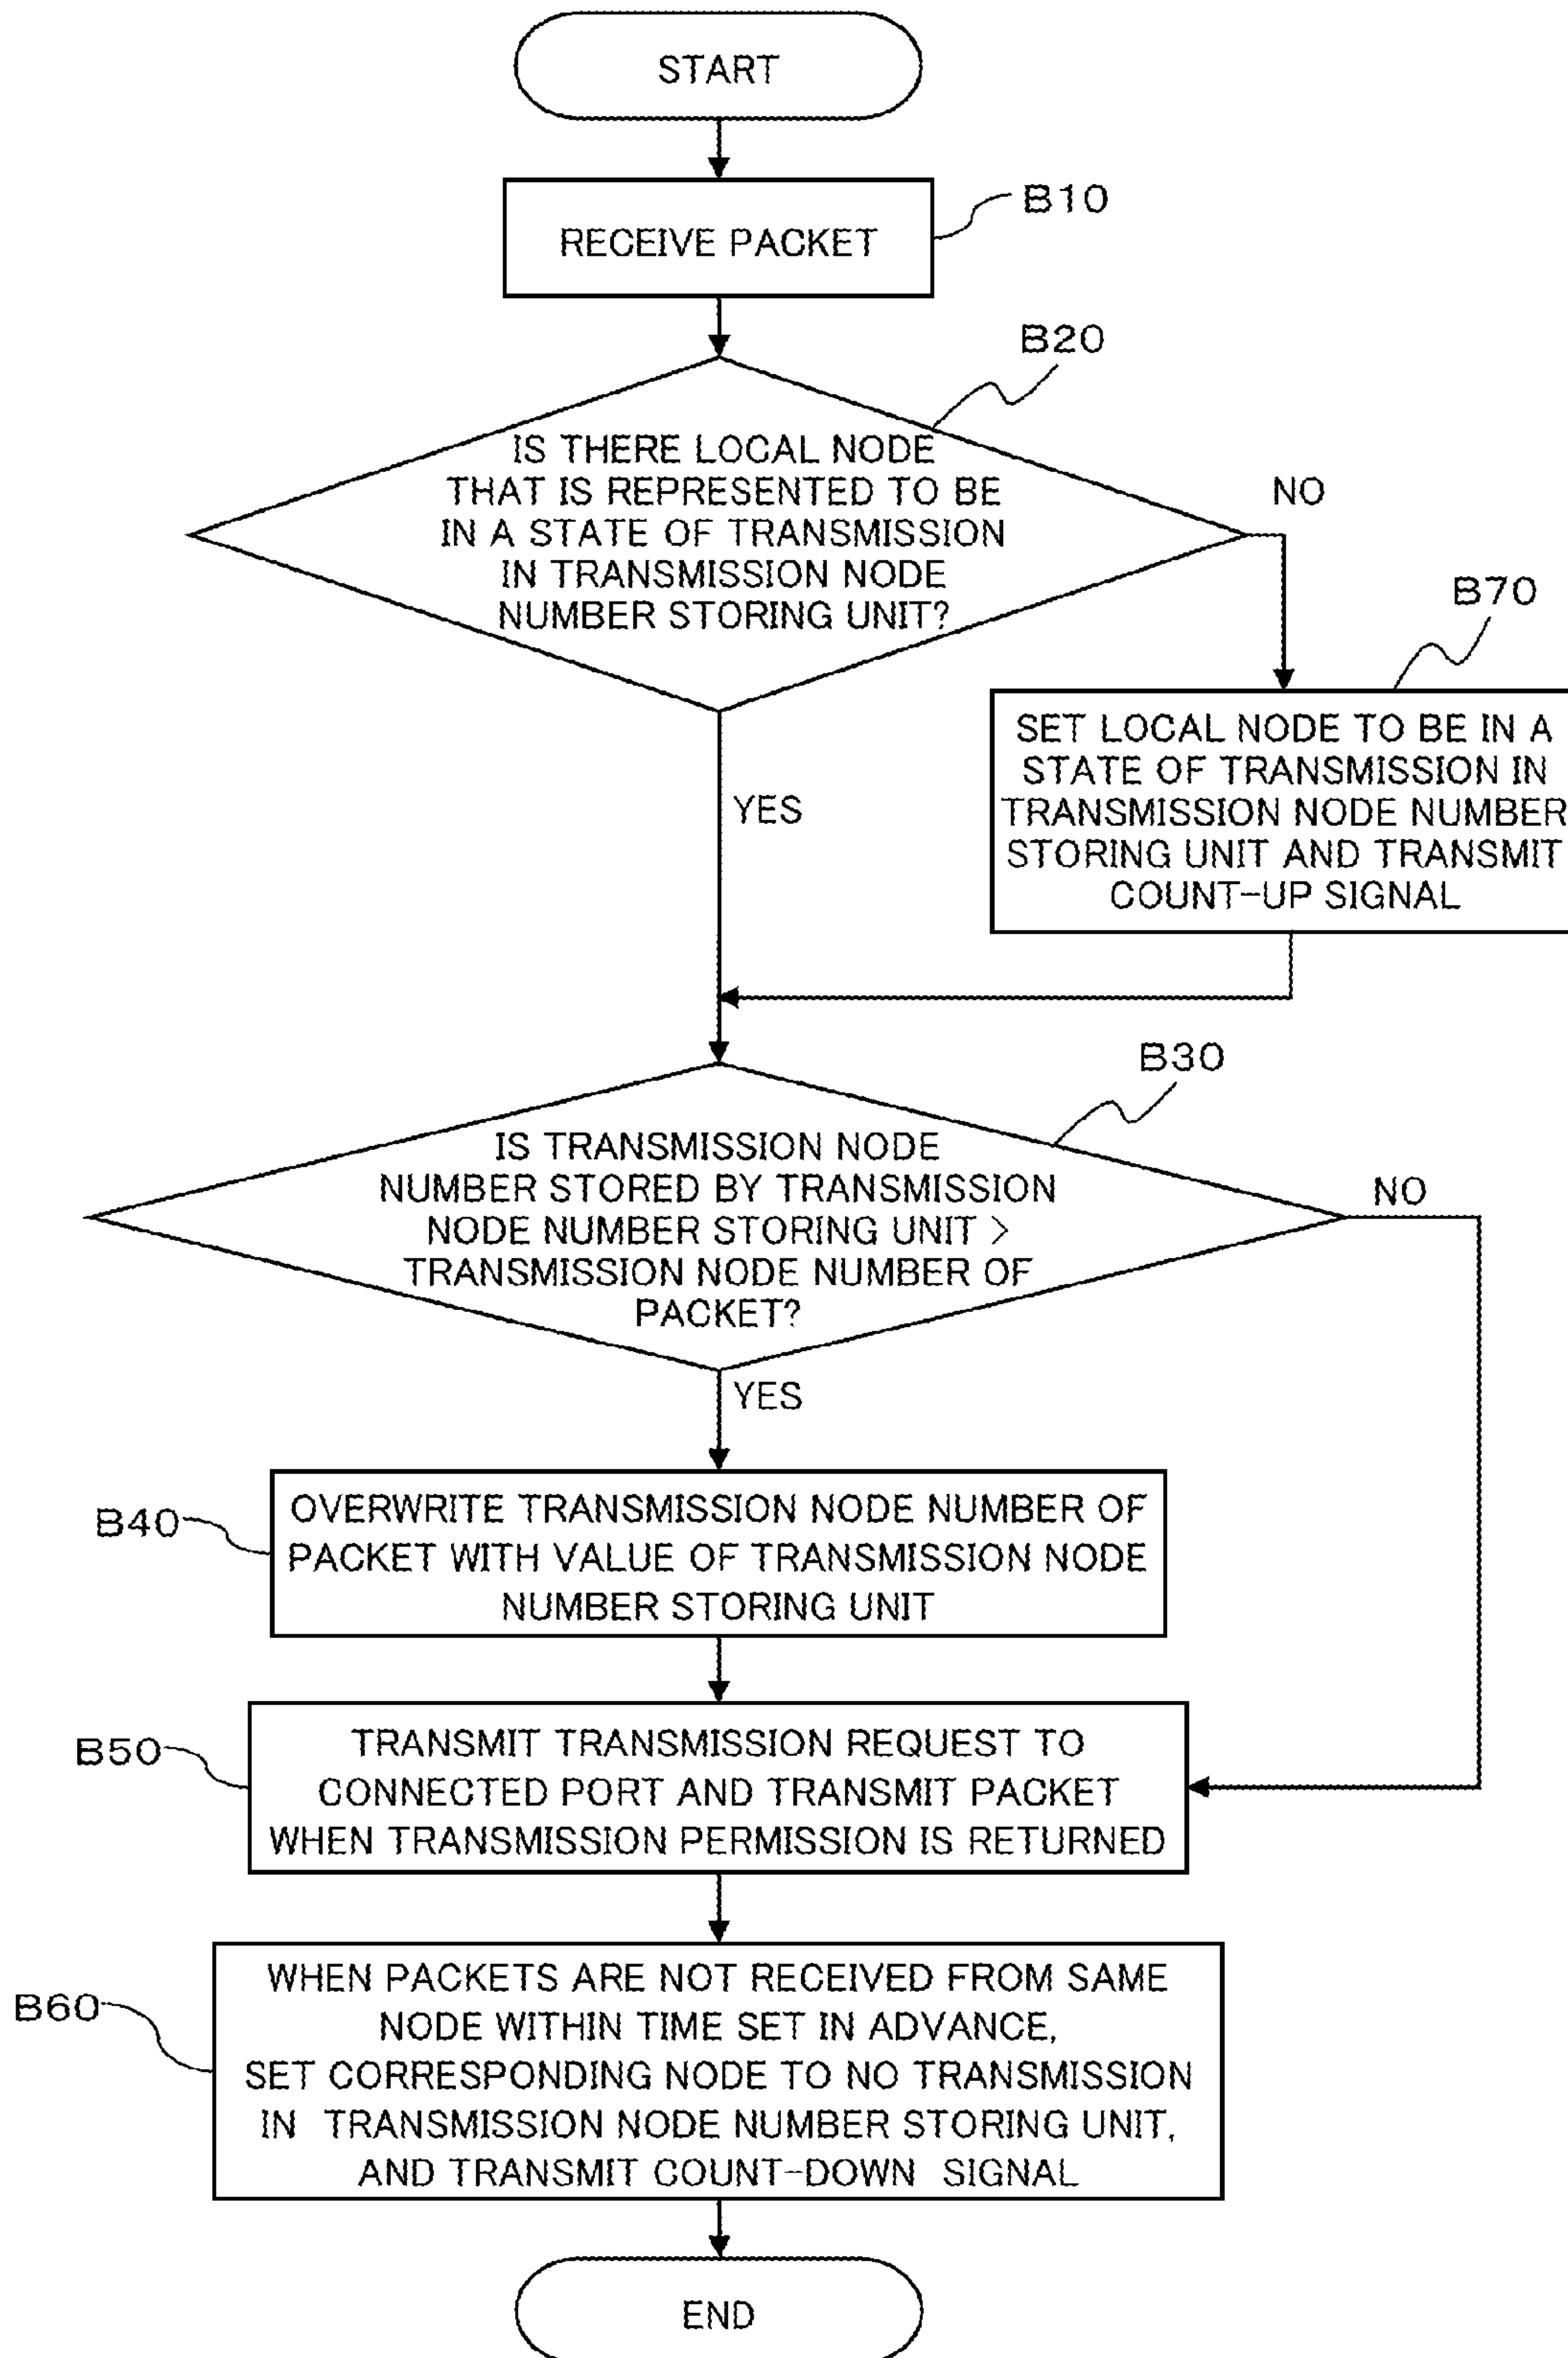 START
B10
RECEIVE PACKET
B20
IS THERE LOCAL NODE
THAT IS REPRESENTED TO BE
IN A STATE OF TRANSMISSION
IN TRANSMISSION NODE
NUMBER STORING UNIT?
NO
B70
SET LOCAL NODE TO BE IN A
STATE OF TRANSMISSION IN
TRANSMISSION NODE NUMBER
STORING UNIT AND TRANSMIT
COUNT-UP SIGNAL
YES
B30
IS TRANSMISSION NODE
NUMBER STORED BY TRANSMISSION
NODE NUMBER STORING UNIT >
TRANSMISSION NODE NUMBER OF
PACKET?
NO
YES
B40
OVERWRITE TRANSMISSION NODE NUMBER OF
PACKET WITH VALUE OF TRANSMISSION NODE
NUMBER STORING UNIT
B50
TRANSMIT TRANSMISSION REQUEST TO
CONNECTED PORT AND TRANSMIT PACKET
WHEN TRANSMISSION PERMISSION IS RETURNED
B60
WHEN PACKETS ARE NOT RECEIVED FROM SAME
NODE WITHIN TIME SET IN ADVANCE,
SET CORRESPONDING NODE TO NO TRANSMISSION
IN TRANSMISSION NODE NUMBER STORING UNIT,
AND TRANSMIT COUNT-DOWN SIGNAL
END